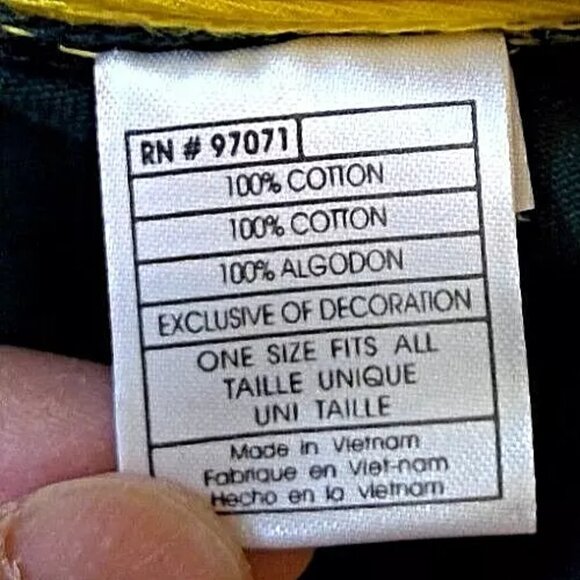 RN # 97071
100% COTTON
100% COTTON
100% ALGODON
EXCLUSIVE OF DECORATION
ONE SIZE FITS ALL
TAILLE UNIQUE
UNI TAILLE
Made in Vietnam
Fabrique en Viet-nam
Hecho en la vietnam